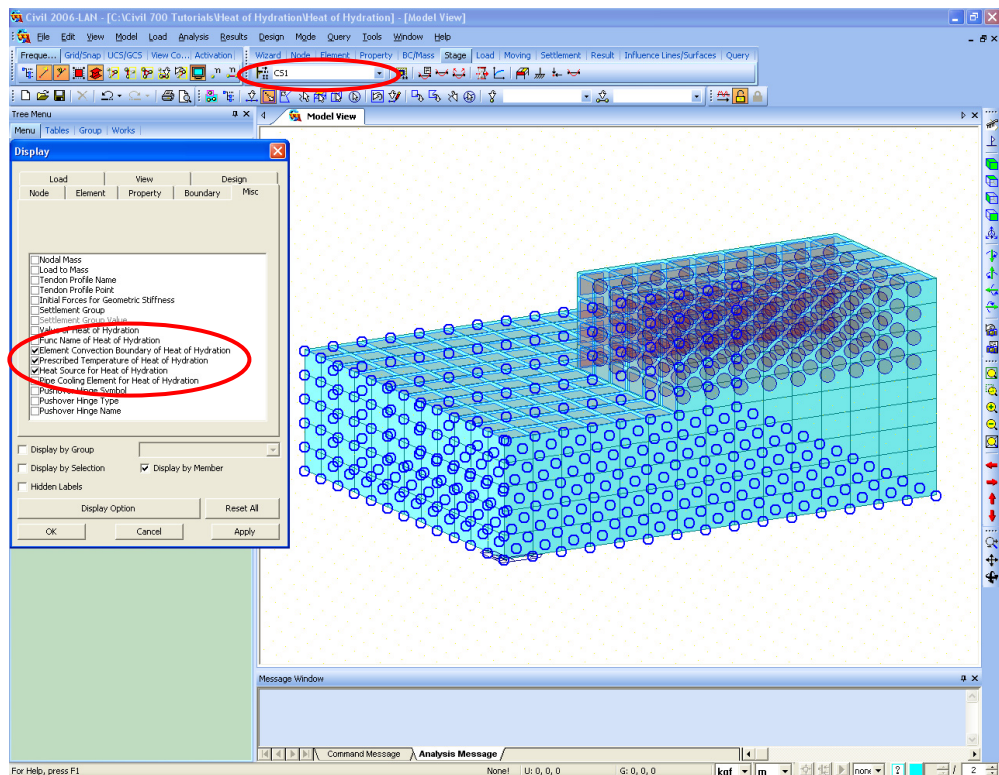 Civil 2006-LAN - [C:\Civil 700 Tutorials\Heat of Hydration\Heat of Hydration] - [Model View]
File Edit View Model Load Analysis Results Design Mode Query Tools Window Help
Freque... Grid/Snap UCS/GCS View Co... Activation Wizard Node Element Property BC/Mass Stage Load Moving Settlement Result Influence Lines/Surfaces Query
CS1
Tree Menu
Model View
Menu Tables Group Works
Display
Load View Design
Node Element Property Boundary Misc
Nodal Mass
Load to Mass
Tendon Profile Name
Tendon Profile Point
Initial Forces for Geometric Stiffness
Settlement Group
Settlement Group Value
Value of Heat of Hydration
Func Name of Heat of Hydration
Element Convection Boundary of Heat of Hydration
Prescribed Temperature of Heat of Hydration
Heat Source for Heat of Hydration
Pipe Cooling Element for Heat of Hydration
Pushover Hinge Symbol
Pushover Hinge Type
Pushover Hinge Name
Display by Group
Display by Selection Display by Member
Hidden Labels
Display Option Reset All
OK Cancel Apply
Message Window
Command Message Analysis Message
For Help, press F1 None! U: 0, 0, 0 G: 0, 0, 0 kgf m non ? / 2